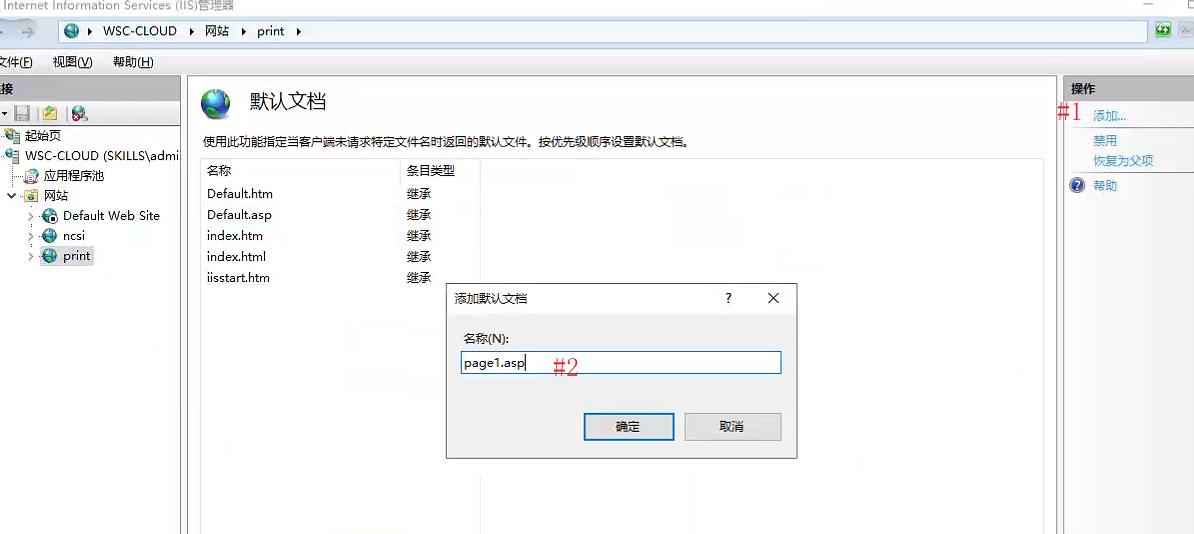 Internet Information Services (IIS)管理器
WSC-CLOUD 网站 print
文件(F) 视图(V) 帮助(H)
起始页
WSC-CLOUD (SKILLS\admi
应用程序池
网站
Default Web Site
ncsi
print
默认文档
使用此功能指定当客户端未请求特定文件名时返回的默认文件。按优先级顺序设置默认文档。
名称 条目类型
Default.htm 继承
Default.asp 继承
index.htm 继承
index.html 继承
iisstart.htm 继承
添加默认文档 ?
名称(N):
page1.asp #2
确定 取消
操作
#1 添加...
禁用
恢复为父项
帮助